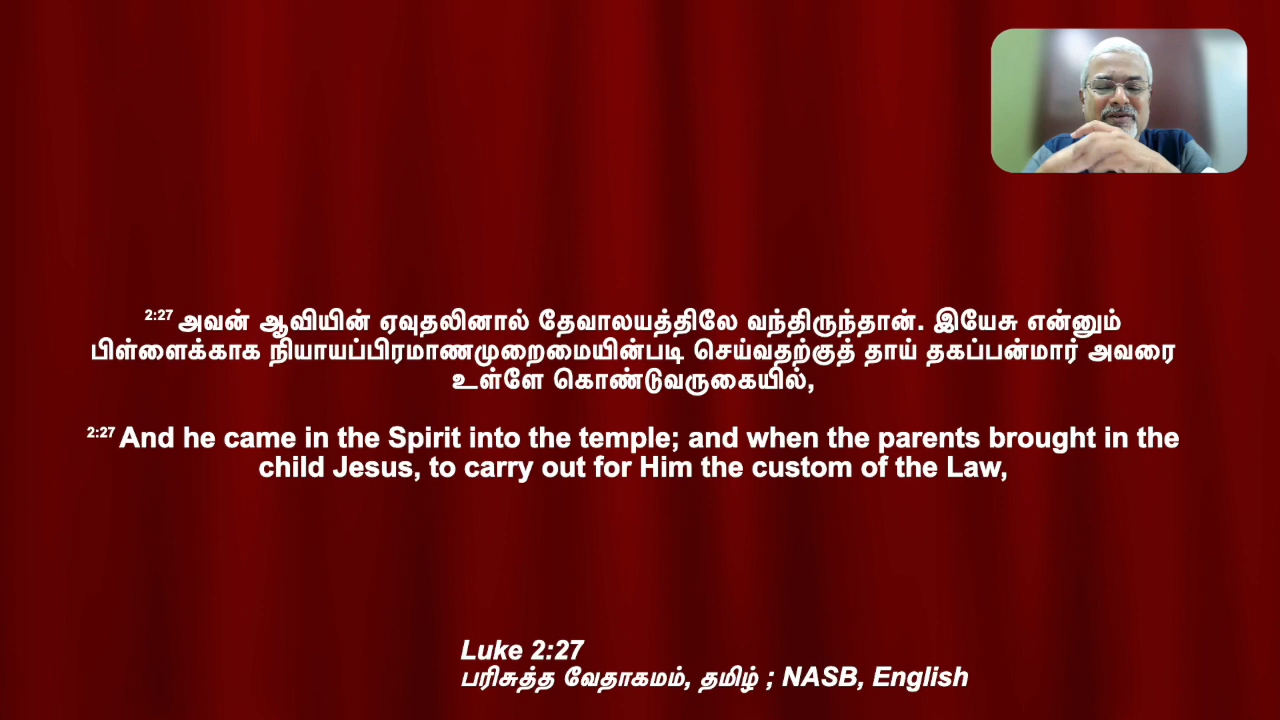 2:27 அவன் ஆவியின் ஏவுதலினால் தேவாலயத்திலே வந்திருந்தான். இயேசு என்னும்
பிள்ளைக்காக நியாயப்பிரமாணமுறைமையின்படி செய்வதற்குத் தாய் தகப்பன்மார் அவரை
உள்ளே கொண்டுவருகையில்,
2:27 And he came in the Spirit into the temple; and when the parents brought in the
child Jesus, to carry out for Him the custom of the Law,
Luke 2:27
பரிசுத்த வேதாகமம், தமிழ் ; NASB, English